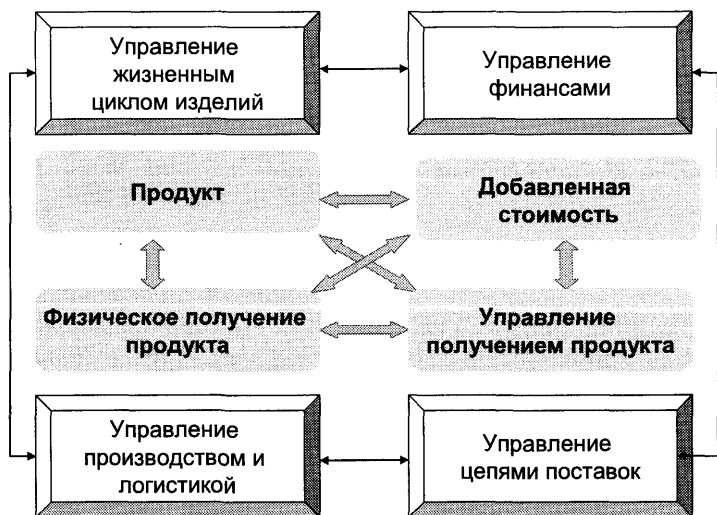 Управление
жизненным
циклом изделий
Управление
финансами
Продукт
Добавленная
стоимость
Физическое получение
продукта
Управление
получением продукта
Управление
производством и
логистикой
Управление
цепями поставок